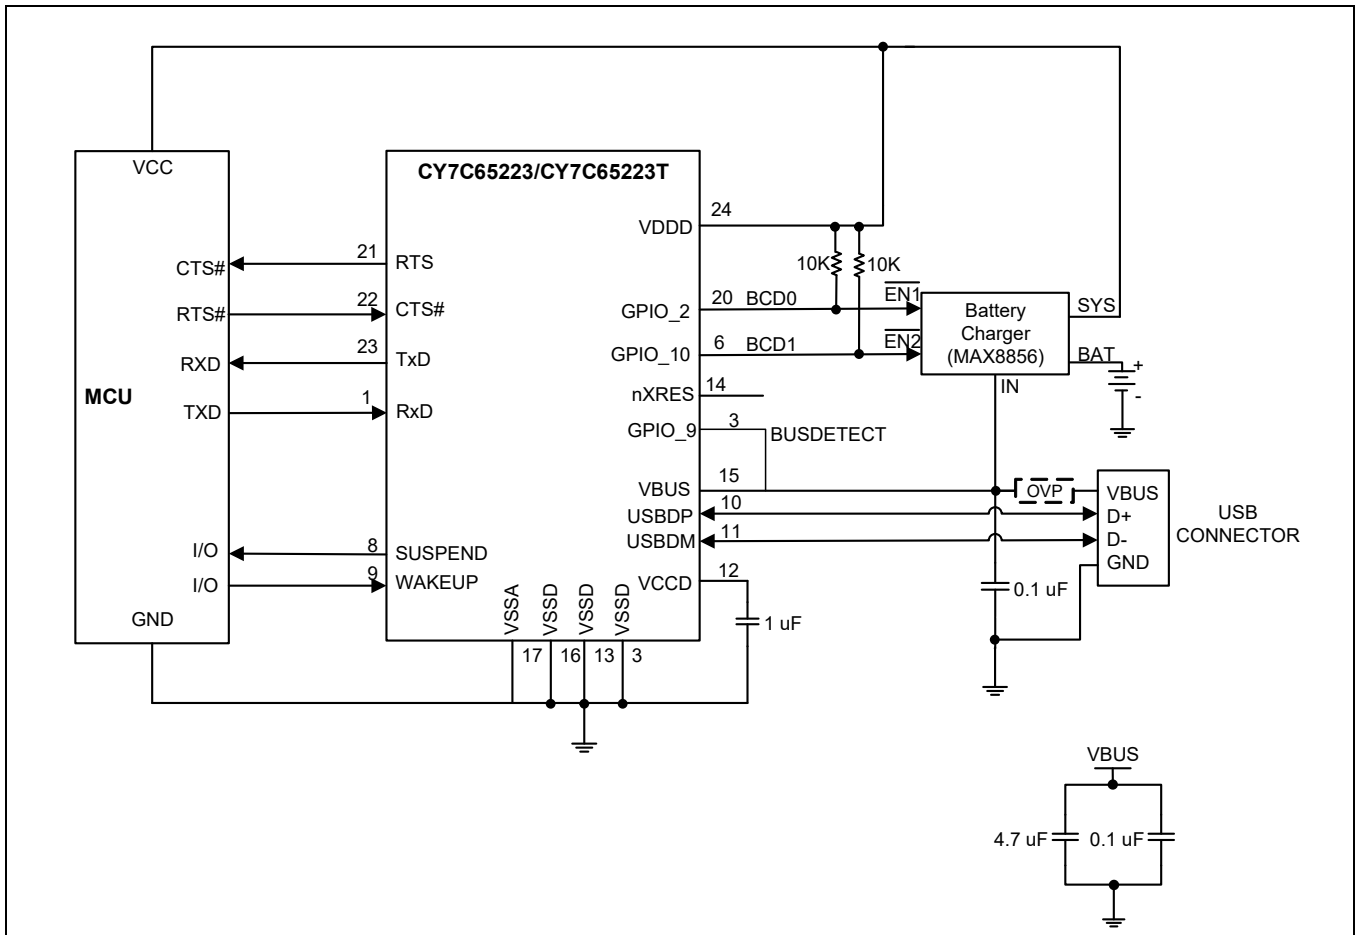 VCC
CTS#
RTS#
RXD
MCU
TXD
I/O
I/O
GND
21
22
23
1
8
9
CY7C65223/CY7C65223T
RTS
CTS#
TxD
RxD
SUSPEND
WAKEUP
VDDD
GPIO_2
GPIO_10
nXRES
GPIO_9
VBUS
USBDP
USBDM
VCCD
VSSA
VSSD
VSSD
VSSD
17
16
13
3
24
20
6
14
3
15
10
11
12
BCD0
BCD1
BUSDETECT
10K
10K
EN1
EN2
Battery
Charger
(MAX8856)
SYS
BAT
+
-
IN
OVP
VBUS
D+
D-
GND
USB
CONNECTOR
1 uF
0.1 uF
VBUS
4.7 uF
0.1 uF